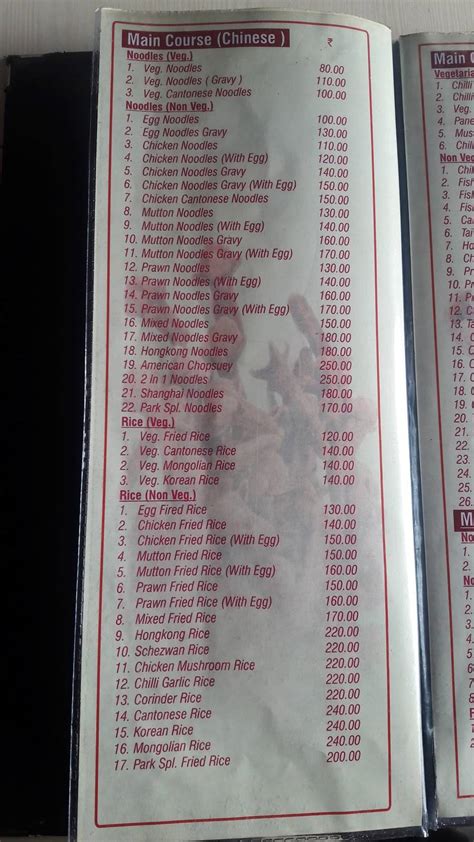 Main Course (Chinese ) ₹
Noodles (Veg.)
1. Veg. Noodles 80.00
2. Veg. Noodles ( Gravy ) 110.00
3. Veg. Cantonese Noodles 100.00
Noodles (Non Veg.)
1. Egg Noodles 100.00
2. Egg Noodles Gravy 130.00
3. Chicken Noodles 110.00
4. Chicken Noodles (With Egg) 120.00
5. Chicken Noodles Gravy 140.00
6. Chicken Noodles Gravy (With Egg) 150.00
7. Chicken Cantonese Noodles 150.00
8. Mutton Noodles 130.00
9. Mutton Noodles (With Egg) 140.00
10. Mutton Noodles Gravy 160.00
11. Mutton Noodles Gravy (With Egg) 170.00
12. Prawn Noodles 130.00
13. Prawn Noodles (With Egg) 140.00
14. Prawn Noodles Gravy 160.00
15. Prawn Noodles Gravy (With Egg) 170.00
16. Mixed Noodles 150.00
17. Mixed Noodles Gravy 180.00
18. Hongkong Noodles 180.00
19. American Chopsuey 250.00
20. 2 in 1 Noodles 250.00
21. Shanghai Noodles 180.00
22. Park Spl. Noodles 170.00
Rice (Veg.)
1. Veg. Fried Rice 120.00
2. Veg. Cantonese Rice 140.00
2. Veg. Mongolian Rice 140.00
3. Veg. Korean Rice 140.00
Rice (Non Veg.)
1. Egg Fired Rice 130.00
2. Chicken Fried Rice 140.00
3. Chicken Fried Rice (With Egg) 150.00
4. Mutton Fried Rice 150.00
5. Mutton Fried Rice (With Egg) 160.00
6. Prawn Fried Rice 150.00
7. Prawn Fried Rice (With Egg) 160.00
8. Mixed Fried Rice 170.00
9. Hongkong Rice 220.00
10. Schezwan Rice 220.00
11. Chicken Mushroom Rice 220.00
12. Chilli Garlic Rice 220.00
13. Corinder Rice 220.00
14. Cantonese Rice 240.00
15. Korean Rice 240.00
16. Mongolian Rice 240.00
17. Park Spl. Fried Rice 200.00